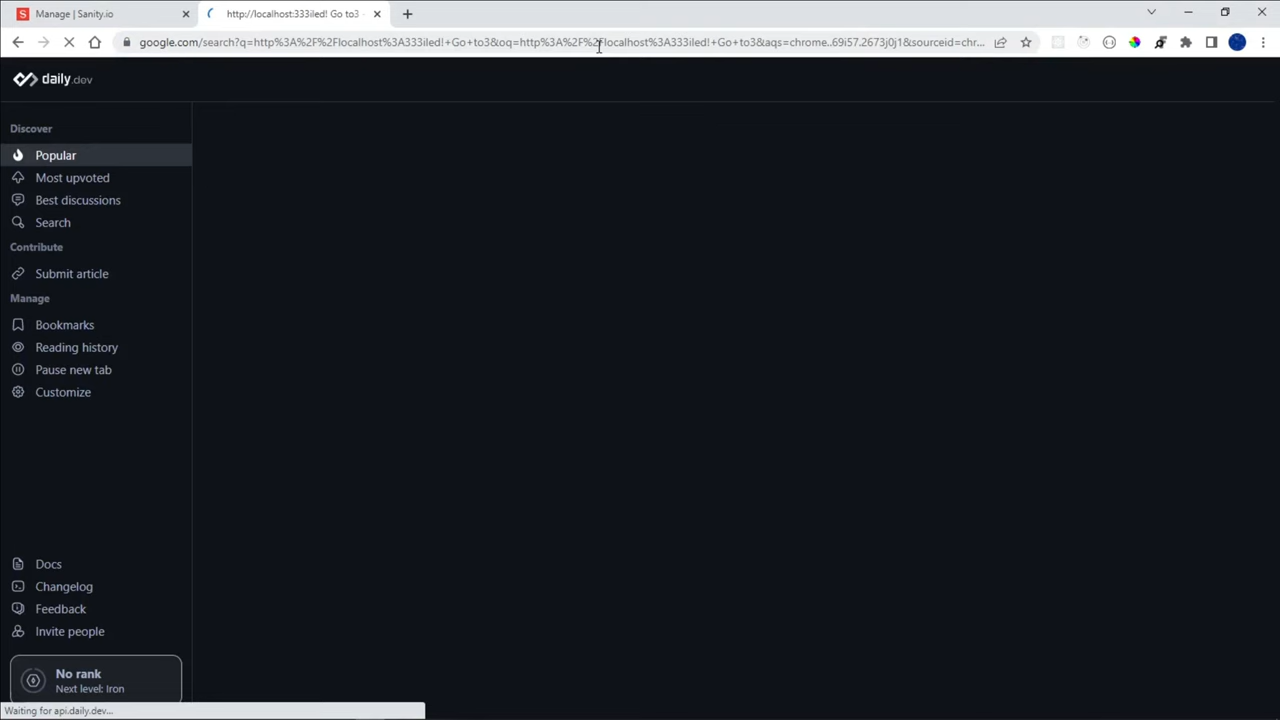 Manage | Sanity.io
http://localhost:333iled! Go to3
google.com/search?q=http%3A%2F%2Flocalhost%3A333iled!+Go+to3&oq=http%3A%2F%2Flocalhost%3A333iled!+Go+to3&aqs=chrome..69i57.2673j0j1&sourceid=chr...
daily.dev
Discover
Popular
Most upvoted
Best discussions
Search
Contribute
Submit article
Manage
Bookmarks
Reading history
Pause new tab
Customize
Docs
Changelog
Feedback
Invite people
No rank
Next level: Iron
Waiting for api.daily.dev...